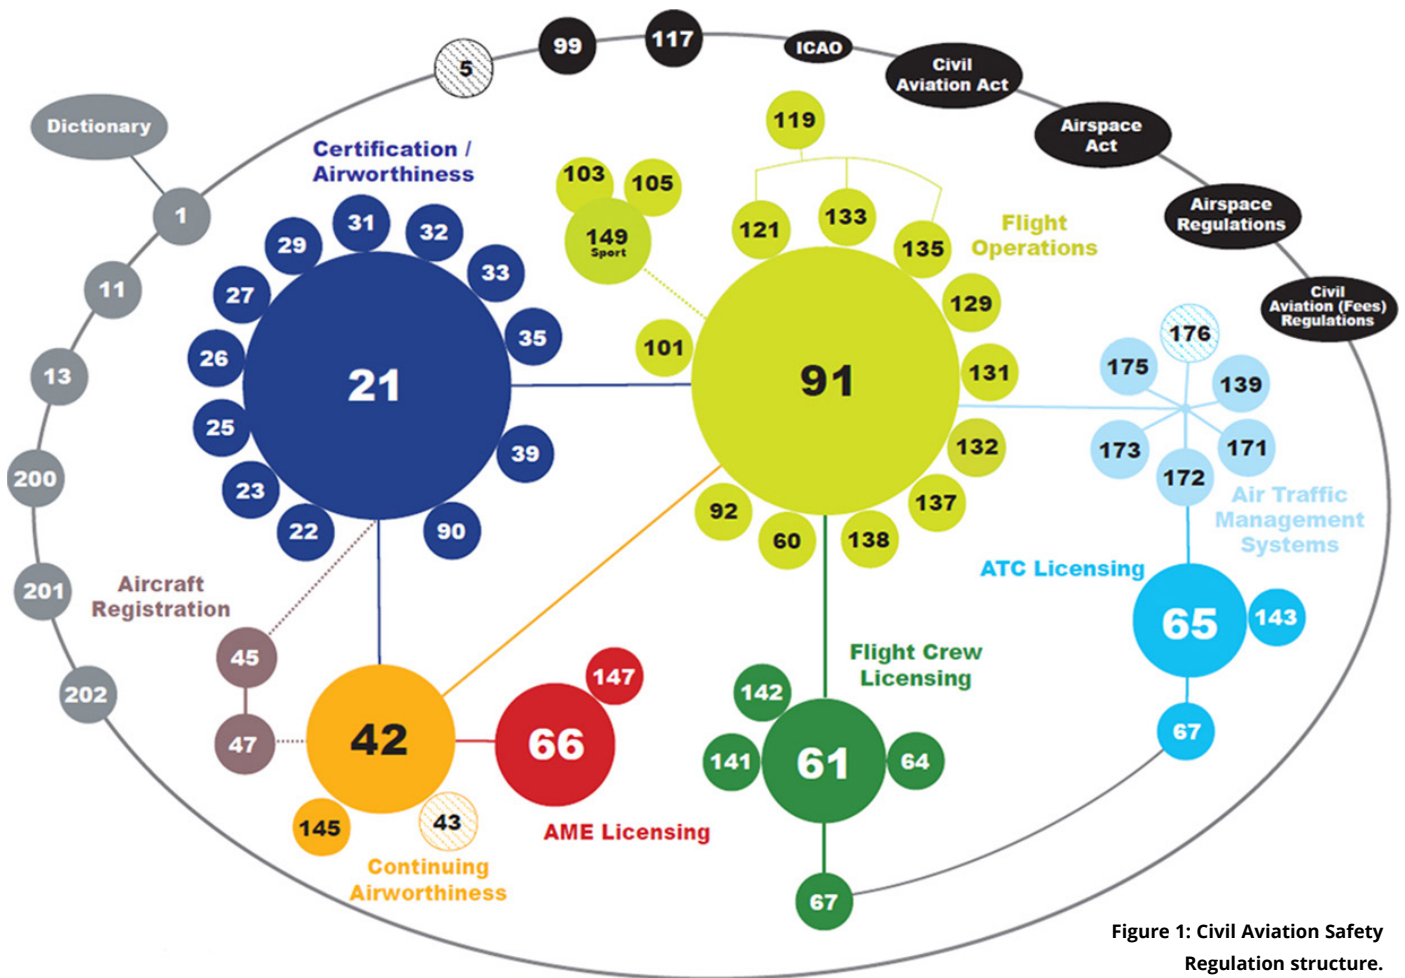 5
99
117
ICAO
Civil
Aviation Act
Airspace
Act
Airspace
Regulations
Civil
Aviation (Fees)
Regulations
Dictionary
1
11
13
200
201
202
Certification /
Airworthiness
21
31
32
33
35
39
90
22
23
25
26
27
29
103
105
149
Sport
101
119
121
133
135
Flight
Operations
91
129
131
132
137
138
60
92
176
175
139
173
171
172
Air Traffic
Management
Systems
ATC Licensing
65
143
67
Aircraft
Registration
45
47
42
145
43
Continuing
Airworthiness
66
147
AME Licensing
Flight Crew
Licensing
142
141
61
64
67
Figure 1: Civil Aviation Safety
Regulation structure.